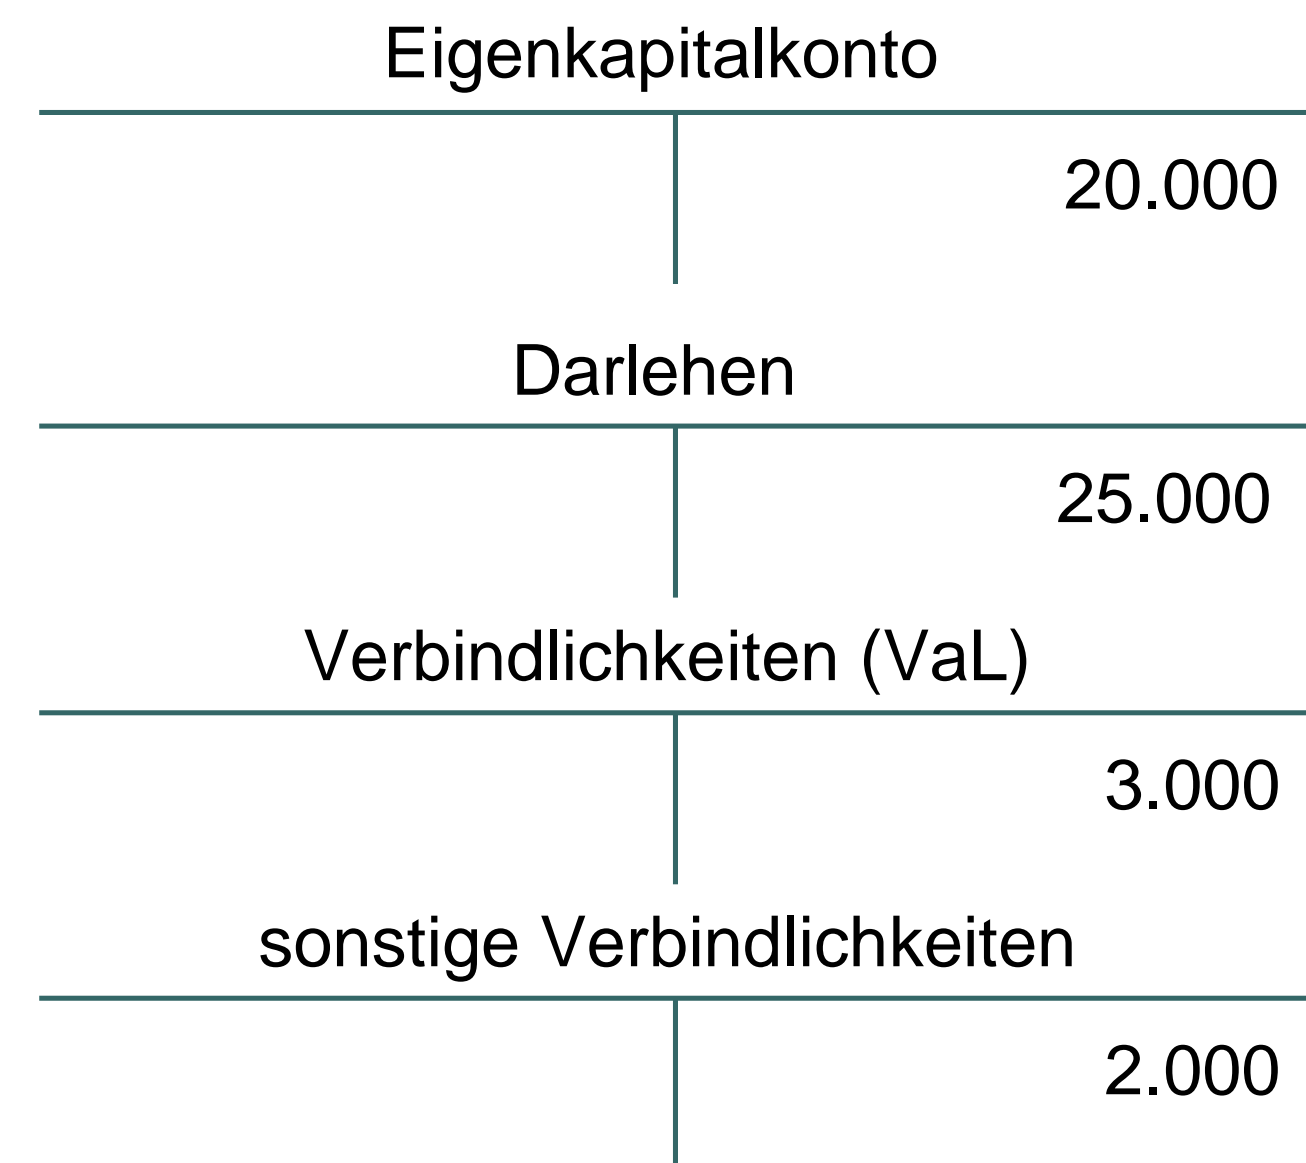 Eigenkapitalkonto
20.000
Darlehen
25.000
Verbindlichkeiten (VaL)
3.000
sonstige Verbindlichkeiten
2.000